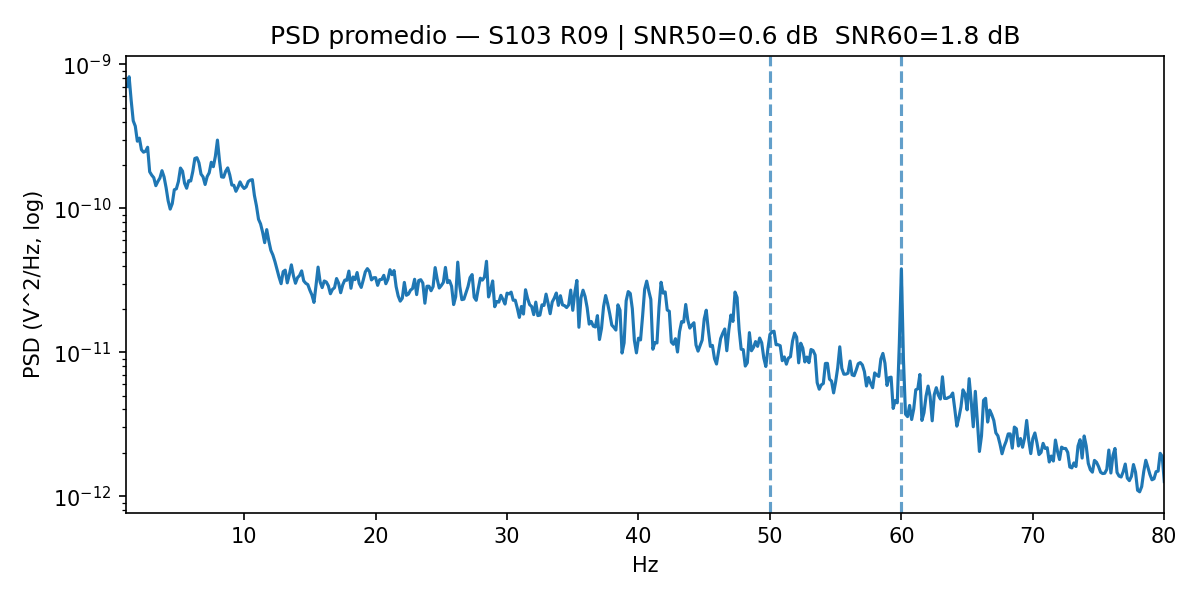 PSD promedio — S103 R09 | SNR50=0.6 dB  SNR60=1.8 dB
PSD (V^2/Hz, log)
10⁻⁹
10⁻¹⁰
10⁻¹¹
10⁻¹²
10 20 30 40 50 60 70 80
Hz